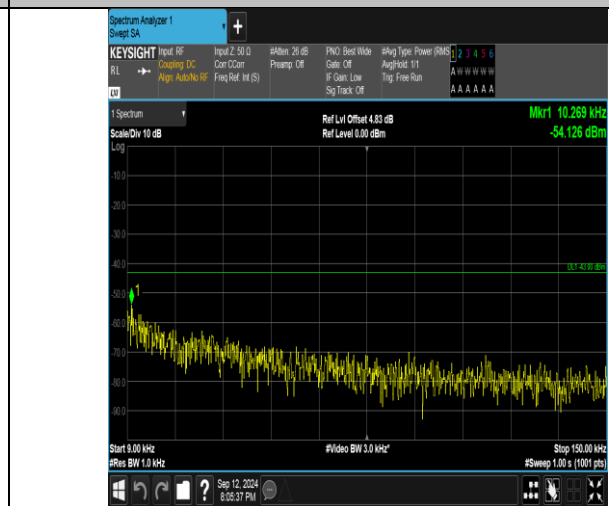 Spectrum Analyzer 1
Swept SA
+
KEYSIGHT
RL
LXI
Input: RF
Coupling: DC
Align: Auto/No RF
Input Z: 50 Ω
Corr CCorr
Freq Ref: Int (S)
#Atten: 26 dB
Preamp: Off
PNO: Best Wide
Gate: Off
IF Gain: Low
Sig Track: Off
#Avg Type: Power (RMS
Avg|Hold: 1/1
Trig: Free Run
1 2 3 4 5 6
A W W W W W
A A A A A A
1 Spectrum
Ref Lvl Offset 4.83 dB
Mkr1 10.269 kHz
Scale/Div 10 dB
Ref Level 0.00 dBm
-54.126 dBm
Log
-10.0
-20.0
-30.0
-40.0
DL1 -43.00 dBm
-50.0
1
-60.0
-70.0
-80.0
-90.0
Start 9.00 kHz
#Video BW 3.0 kHz*
Stop 150.00 kHz
#Res BW 1.0 kHz
#Sweep 1.00 s (1001 pts)
?
Sep 12, 2024
8:05:37 PM